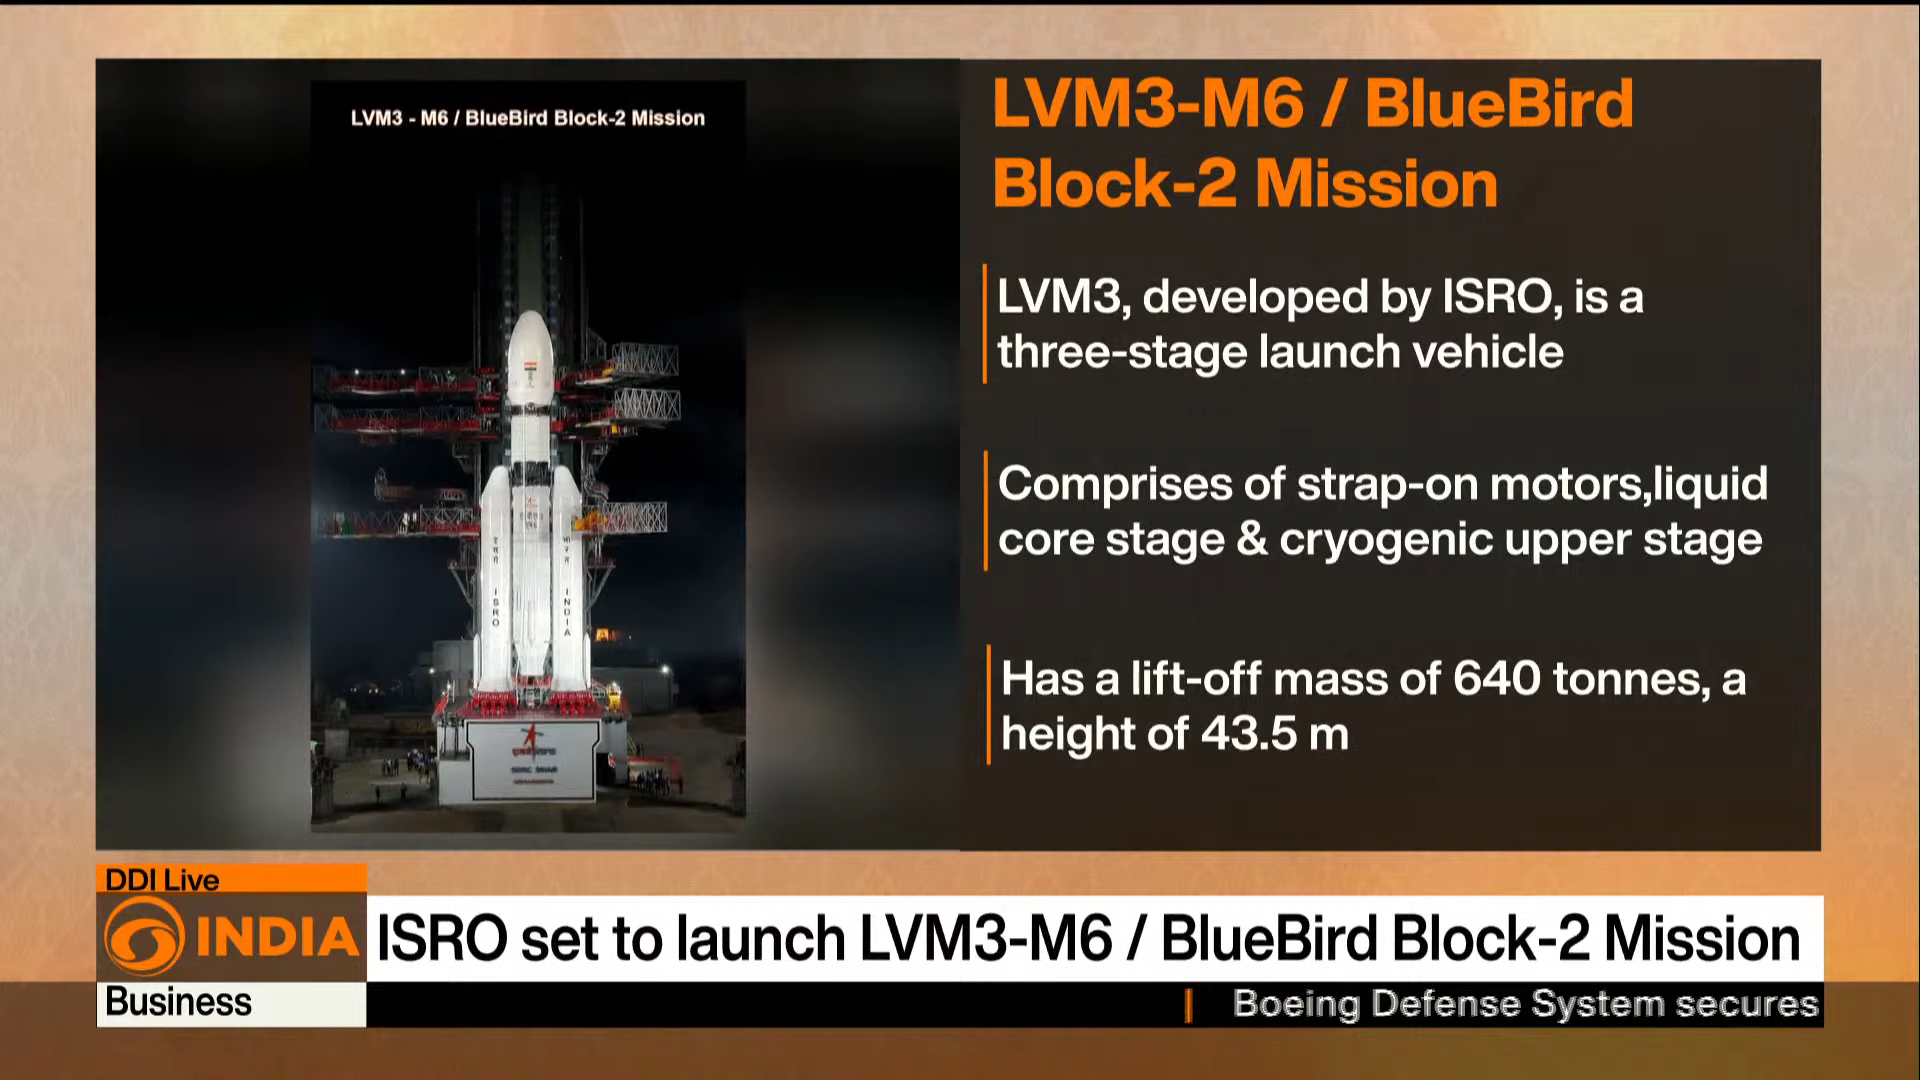 LVM3 - M6 / BlueBird Block-2 Mission
ISRO
INDIA
LVM3-M6 / BlueBird
Block-2 Mission
LVM3, developed by ISRO, is a
three-stage launch vehicle
Comprises of strap-on motors,liquid
core stage & cryogenic upper stage
Has a lift-off mass of 640 tonnes, a
height of 43.5 m
DDI Live
INDIA
ISRO set to launch LVM3-M6 / BlueBird Block-2 Mission
Business
Boeing Defense System secures